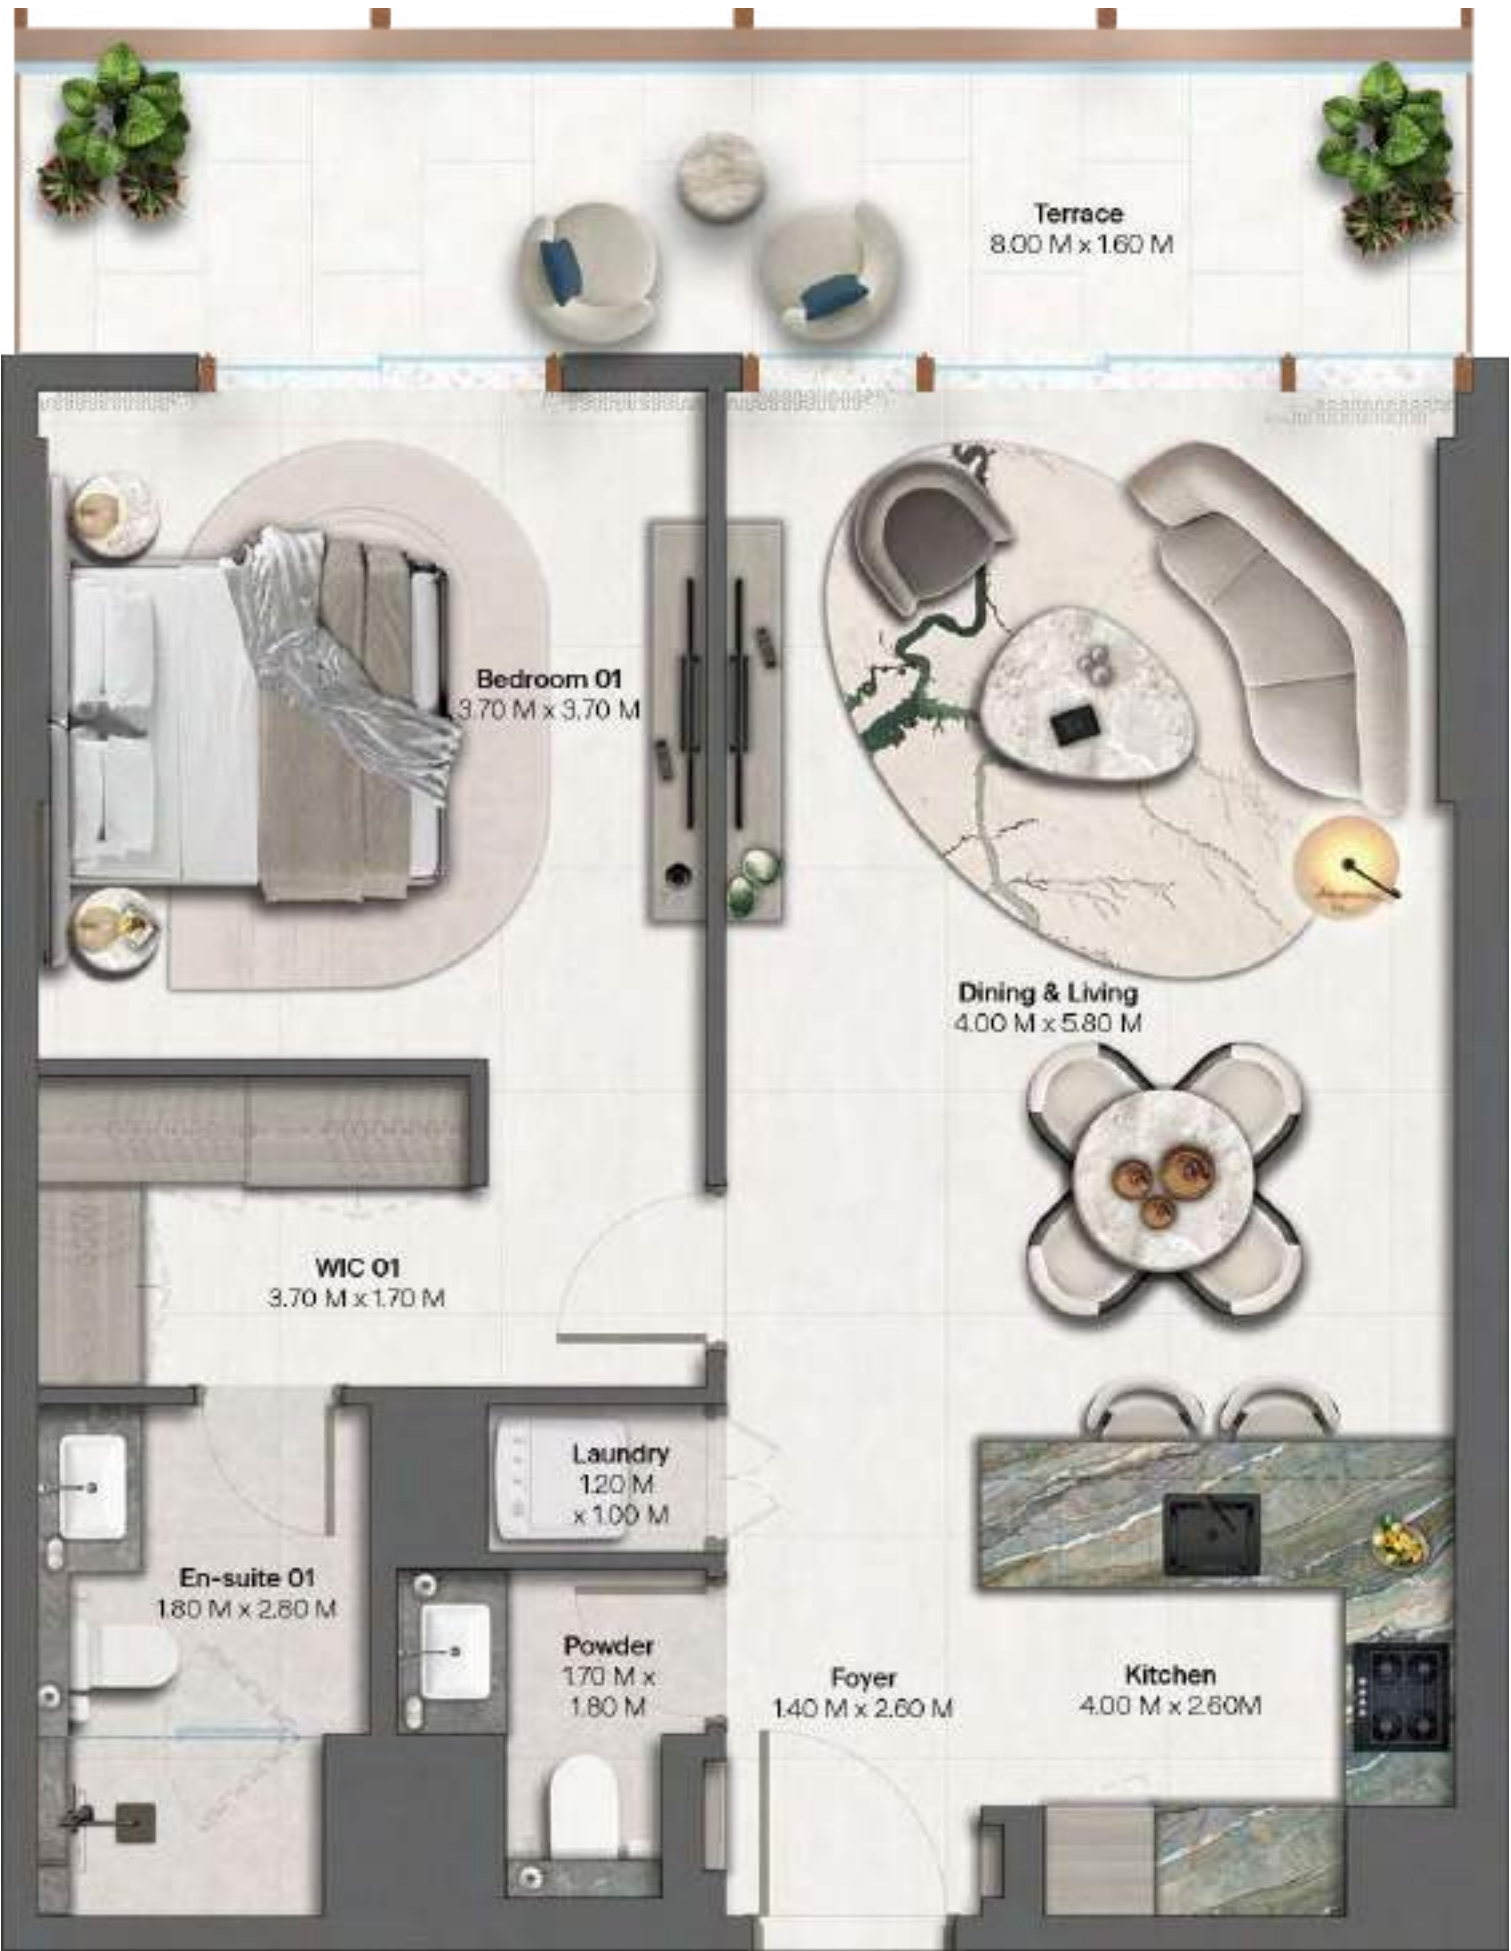 Terrace
8.00 M x 1.60 M
Bedroom 01
3.70 M x 3.70 M
Dining & Living
4.00 M x 5.80 M
WIC 01
3.70 M x 1.70 M
Laundry
1.20 M
x 1.00 M
En-suite 01
1.80 M x 2.80 M
Powder
1.70 M x
1.80 M
Foyer
1.40 M x 2.60 M
Kitchen
4.00 M x 2.60M